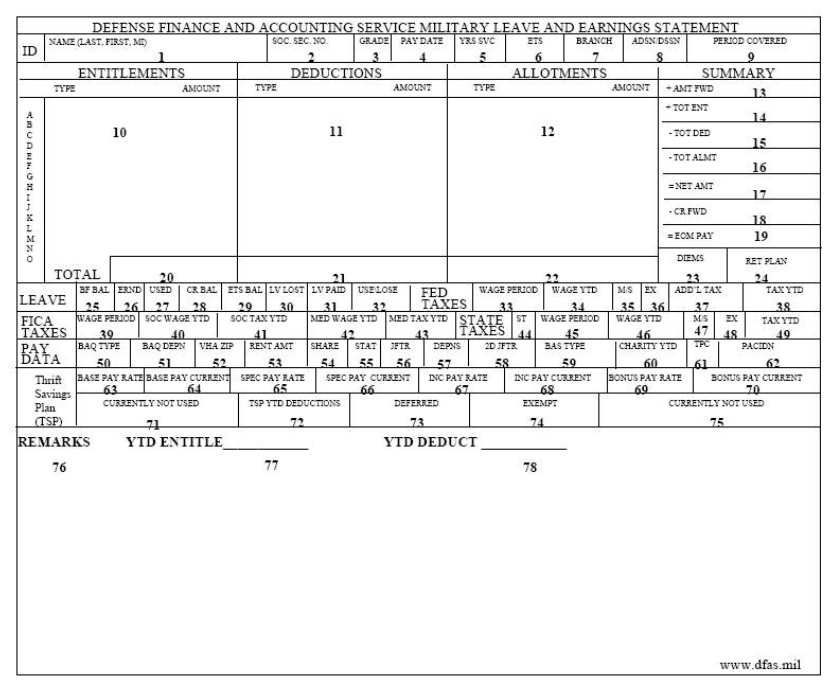 DEFENSE FINANCE AND ACCOUNTING SERVICE MILITARY LEAVE AND EARNINGS STATEMENT
ID NAME (LAST, FIRST, MI) SOC. SEC. NO. GRADE PAY DATE YRS SVC ETS BRANCH ADSN/DSSN PERIOD COVERED
1 2 3 4 5 6 7 8 9
ENTITLEMENTS DEDUCTIONS ALLOTMENTS SUMMARY
TYPE AMOUNT TYPE AMOUNT TYPE AMOUNT + AMT FWD 13
+ TOT ENT 14
A
B
C
D
E
F
G
H
I
J
K
L
M
N
O
10 11 12
- TOT DED 15
- TOT ALMT 16
= NET AMT 17
- CR FWD 18
= EOM PAY 19
DIEMS RET PLAN
TOTAL 20 21 22 23 24
LEAVE BF BAL ERND USED CR BAL ETS BAL LV LOST LV PAID USE/LOSE FED TAXES WAGE PERIOD WAGE YTD M/S EX ADD'L TAX TAX YTD
25 26 27 28 29 30 31 32 33 34 35 36 37 38
FICA TAXES WAGE PERIOD SOC WAGE YTD SOC TAX YTD MED WAGE YTD MED TAX YTD STATE TAXES ST WAGE PERIOD WAGE YTD M/S EX TAX YTD
39 40 41 42 43 44 45 46 47 48 49
PAY DATA BAQ TYPE BAQ DEPN VHA ZIP RENT AMT SHARE STAT JFTR DEPNS 2D JFTR BAS TYPE CHARITY YTD TPC PACIDN
50 51 52 53 54 55 56 57 58 59 60 61 62
Thrift Savings Plan (TSP) BASE PAY RATE BASE PAY CURRENT SPEC PAY RATE SPEC PAY CURRENT INC PAY RATE INC PAY CURRENT BONUS PAY RATE BONUS PAY CURRENT
63 64 65 66 67 68 69 70
CURRENTLY NOT USED TSP YTD DEDUCTIONS DEFERRED EXEMPT CURRENTLY NOT USED
71 72 73 74 75
REMARKS YTD ENTITLE__________ YTD DEDUCT __________
76 77 78
www.dfas.mil